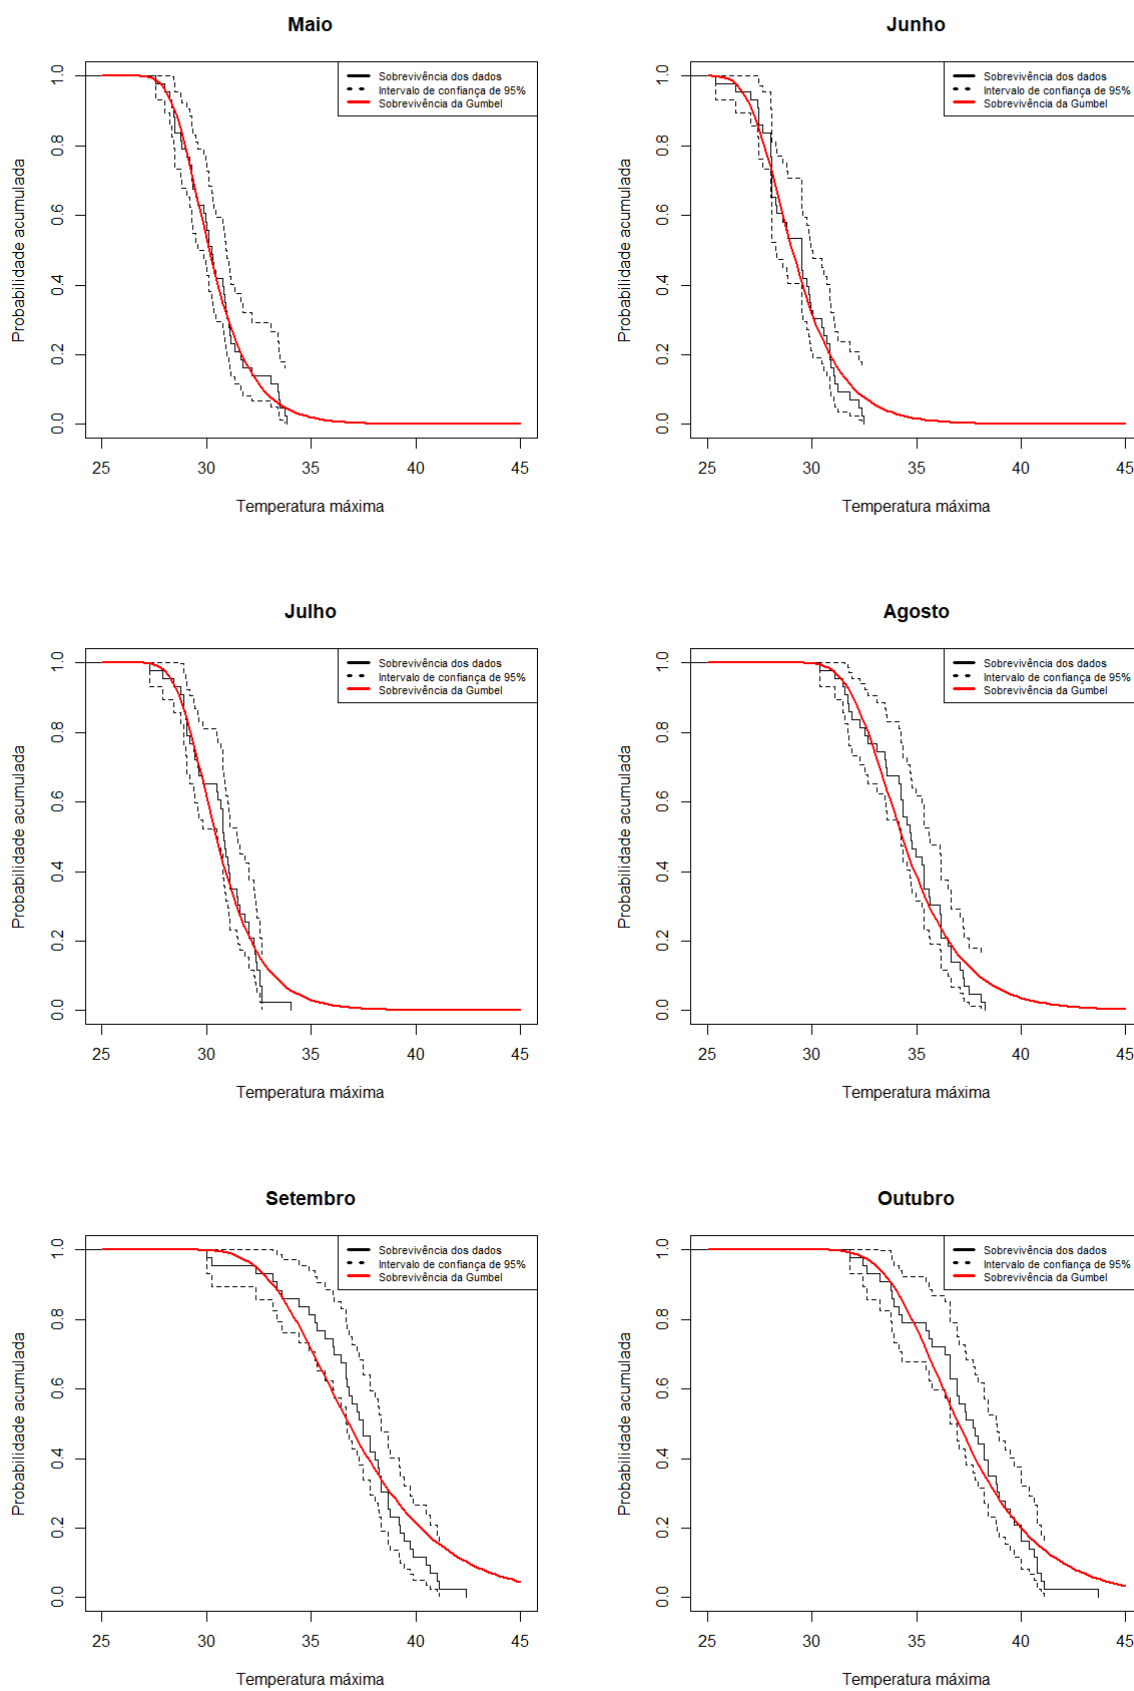 Maio
Probabilidade acumulada
1.0
0.8
0.6
0.4
0.2
0.0
Sobrevivência dos dados
Intervalo de confiança de 95%
Sobrevivência da Gumbel
25 30 35 40 45
Temperatura máxima
Junho
Probabilidade acumulada
1.0
0.8
0.6
0.4
0.2
0.0
Sobrevivência dos dados
Intervalo de confiança de 95%
Sobrevivência da Gumbel
25 30 35 40 45
Temperatura máxima
Julho
Probabilidade acumulada
1.0
0.8
0.6
0.4
0.2
0.0
Sobrevivência dos dados
Intervalo de confiança de 95%
Sobrevivência da Gumbel
25 30 35 40 45
Temperatura máxima
Agosto
Probabilidade acumulada
1.0
0.8
0.6
0.4
0.2
0.0
Sobrevivência dos dados
Intervalo de confiança de 95%
Sobrevivência da Gumbel
25 30 35 40 45
Temperatura máxima
Setembro
Probabilidade acumulada
1.0
0.8
0.6
0.4
0.2
0.0
Sobrevivência dos dados
Intervalo de confiança de 95%
Sobrevivência da Gumbel
25 30 35 40 45
Temperatura máxima
Outubro
Probabilidade acumulada
1.0
0.8
0.6
0.4
0.2
0.0
Sobrevivência dos dados
Intervalo de confiança de 95%
Sobrevivência da Gumbel
25 30 35 40 45
Temperatura máxima